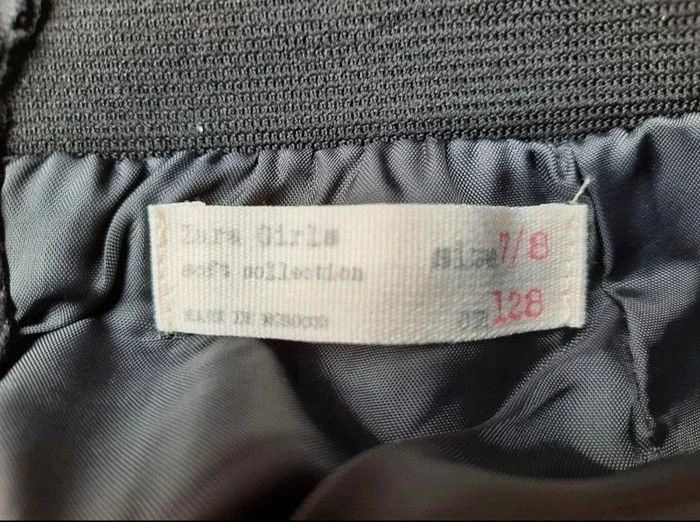 Zara Girls
soft collection
MADE IN MOROCCO
size 7/8
CM 128